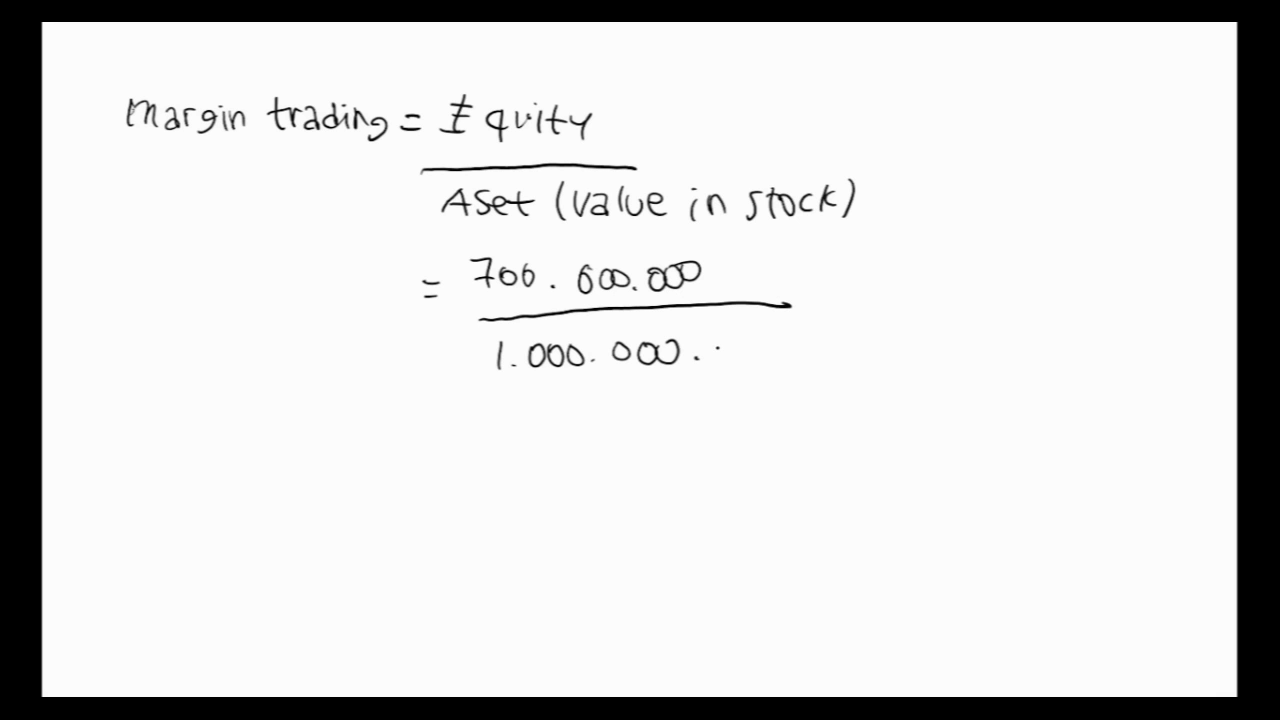 Margin trading = Equity
Aset (value in stock)
= 700.000.000
1.000.000..